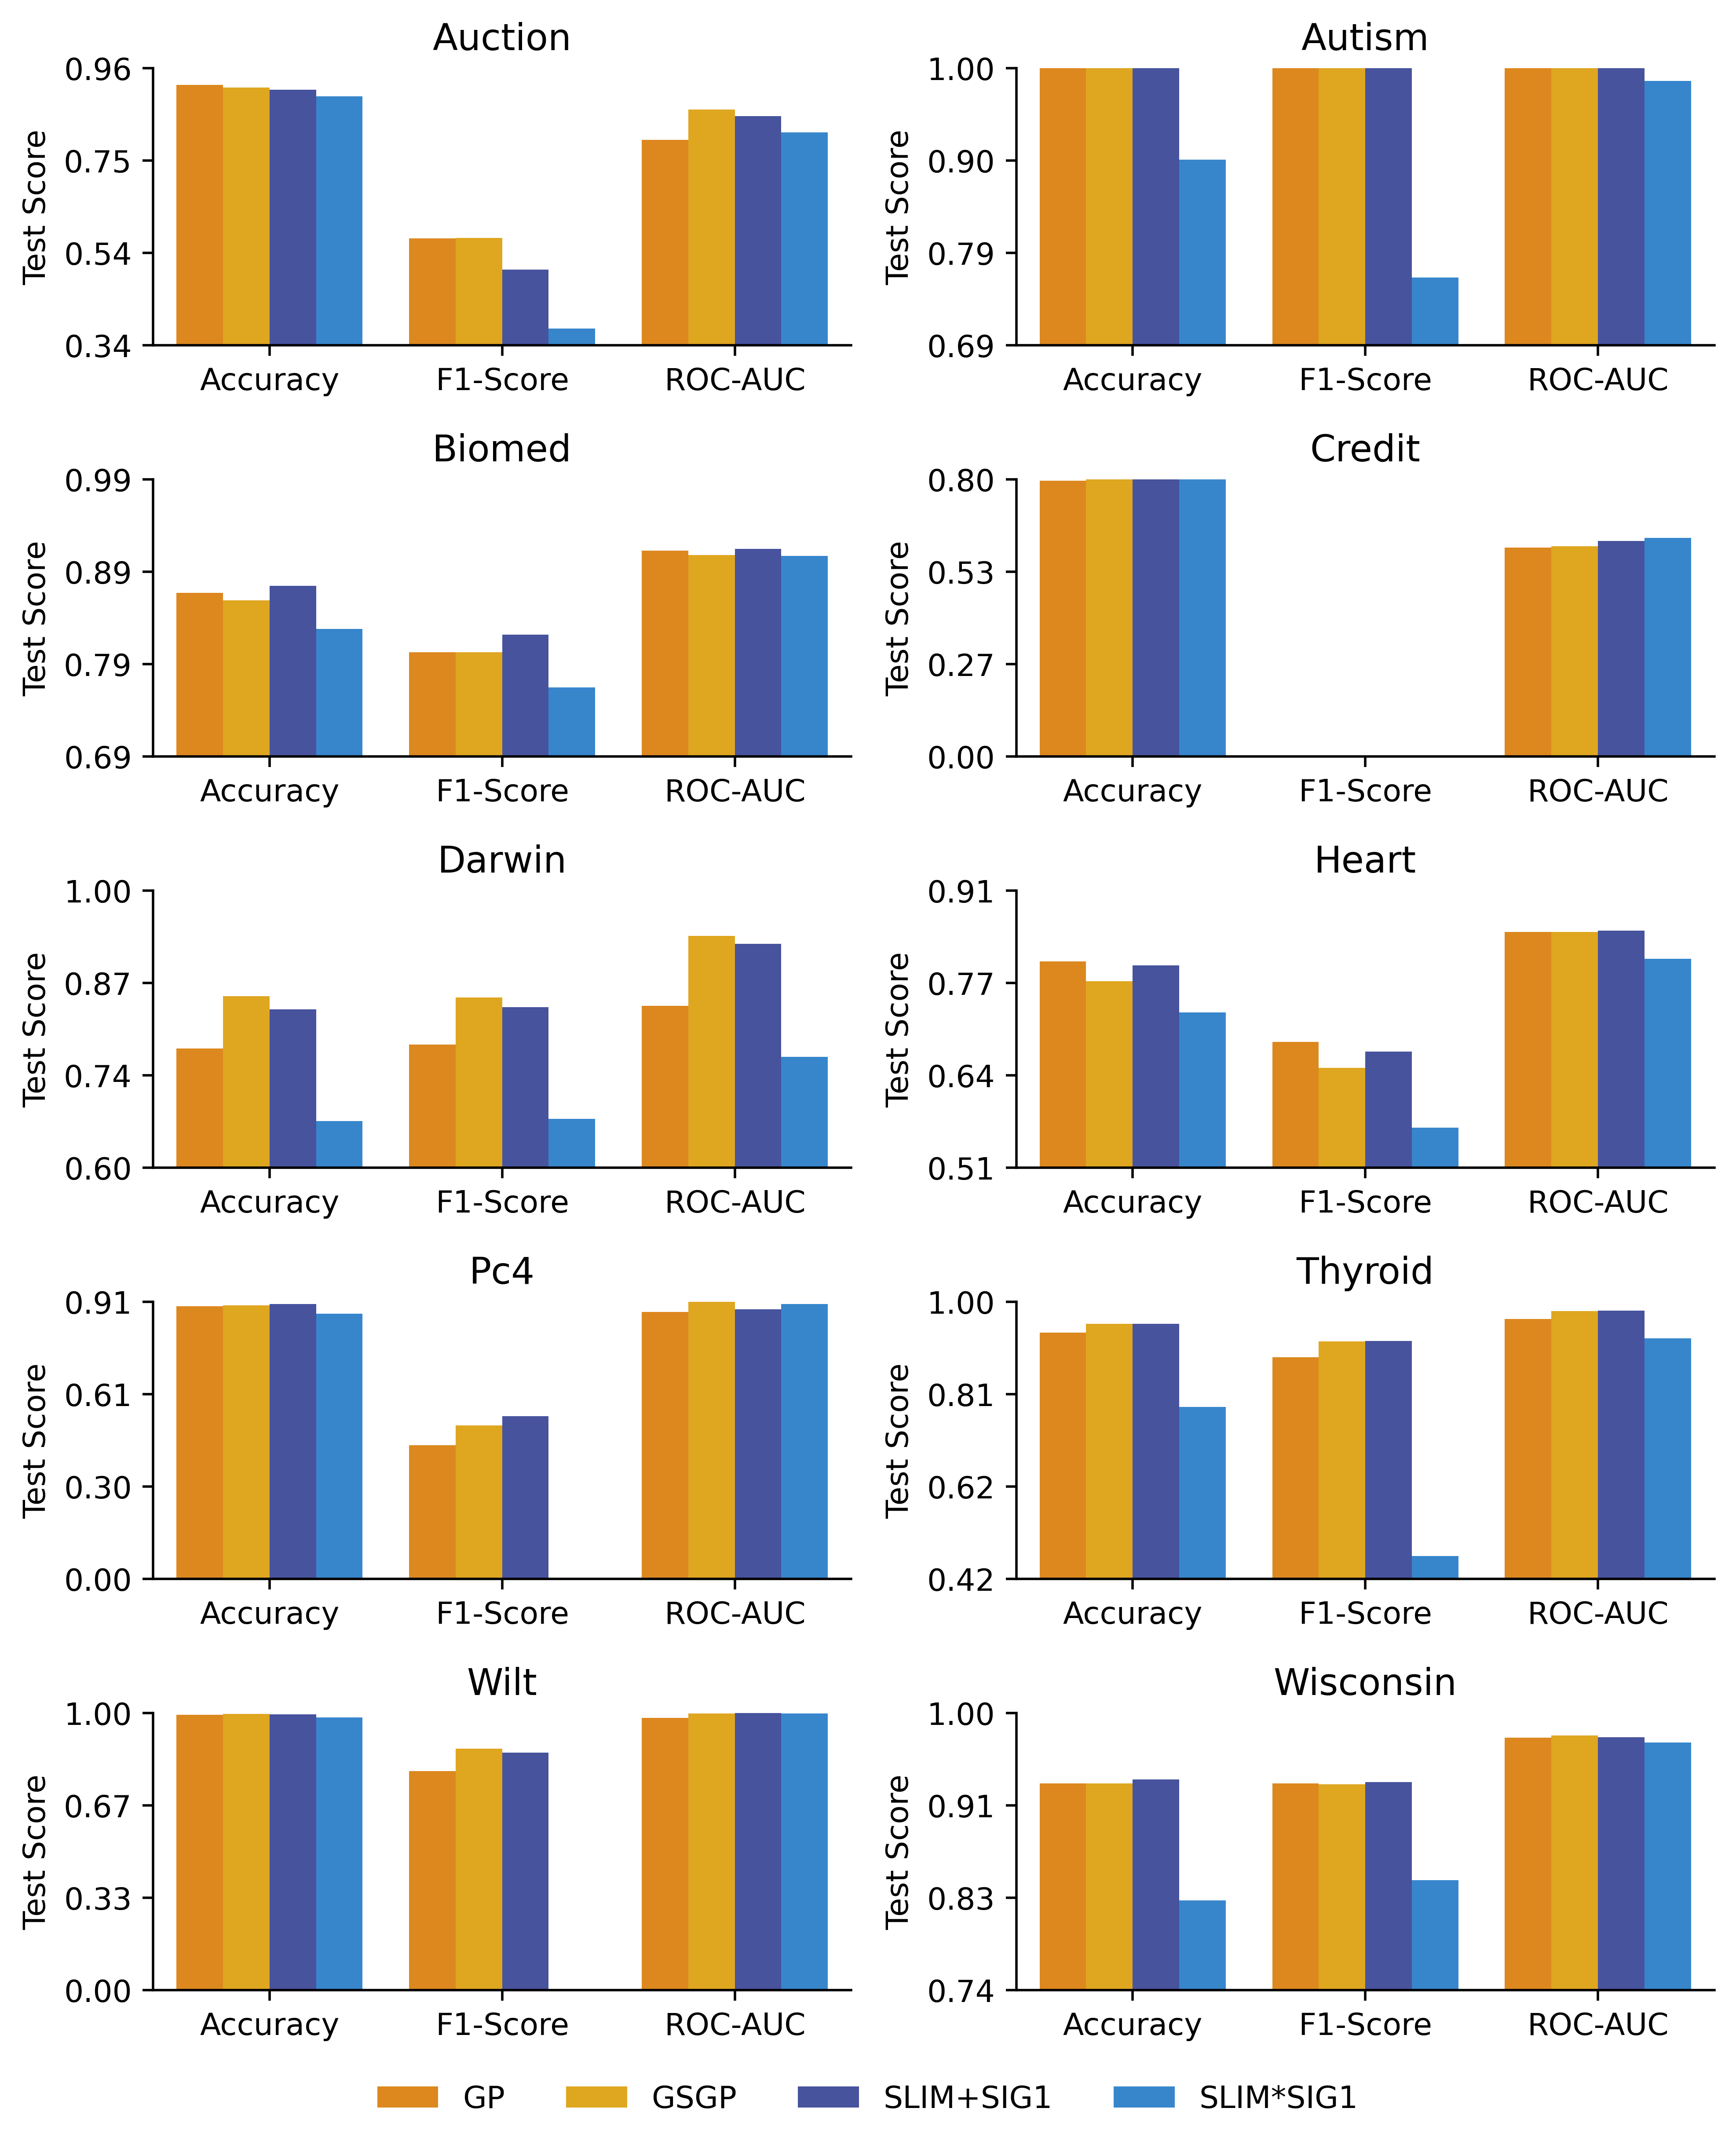 Auction
Test Score
0.96
0.75
0.54
0.34
Accuracy F1-Score ROC-AUC
Autism
Test Score
1.00
0.90
0.79
0.69
Accuracy F1-Score ROC-AUC
Biomed
Test Score
0.99
0.89
0.79
0.69
Accuracy F1-Score ROC-AUC
Credit
Test Score
0.80
0.53
0.27
0.00
Accuracy F1-Score ROC-AUC
Darwin
Test Score
1.00
0.87
0.74
0.60
Accuracy F1-Score ROC-AUC
Heart
Test Score
0.91
0.77
0.64
0.51
Accuracy F1-Score ROC-AUC
Pc4
Test Score
0.91
0.61
0.30
0.00
Accuracy F1-Score ROC-AUC
Thyroid
Test Score
1.00
0.81
0.62
0.42
Accuracy F1-Score ROC-AUC
Wilt
Test Score
1.00
0.67
0.33
0.00
Accuracy F1-Score ROC-AUC
Wisconsin
Test Score
1.00
0.91
0.83
0.74
Accuracy F1-Score ROC-AUC
GP GSGP SLIM+SIG1 SLIM*SIG1